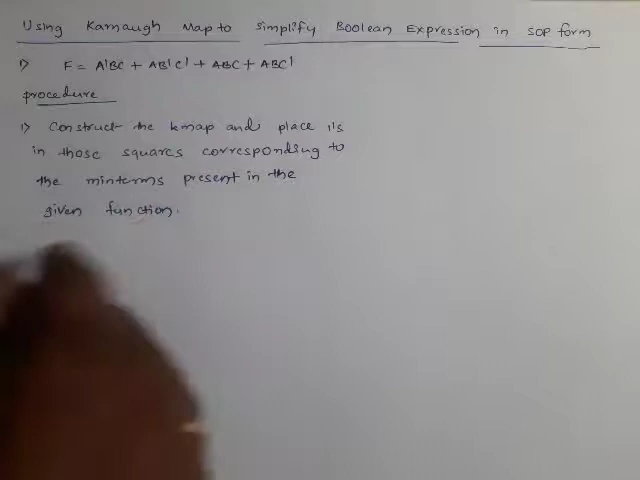 Using Karnaugh Map to simplify Boolean Expression in SOP form
1) F = A'BC + AB'C' + ABC + ABC'
procedure
1) Construct the kmap and place 1's
in those squares corresponding to
the minterms present in the
given function.